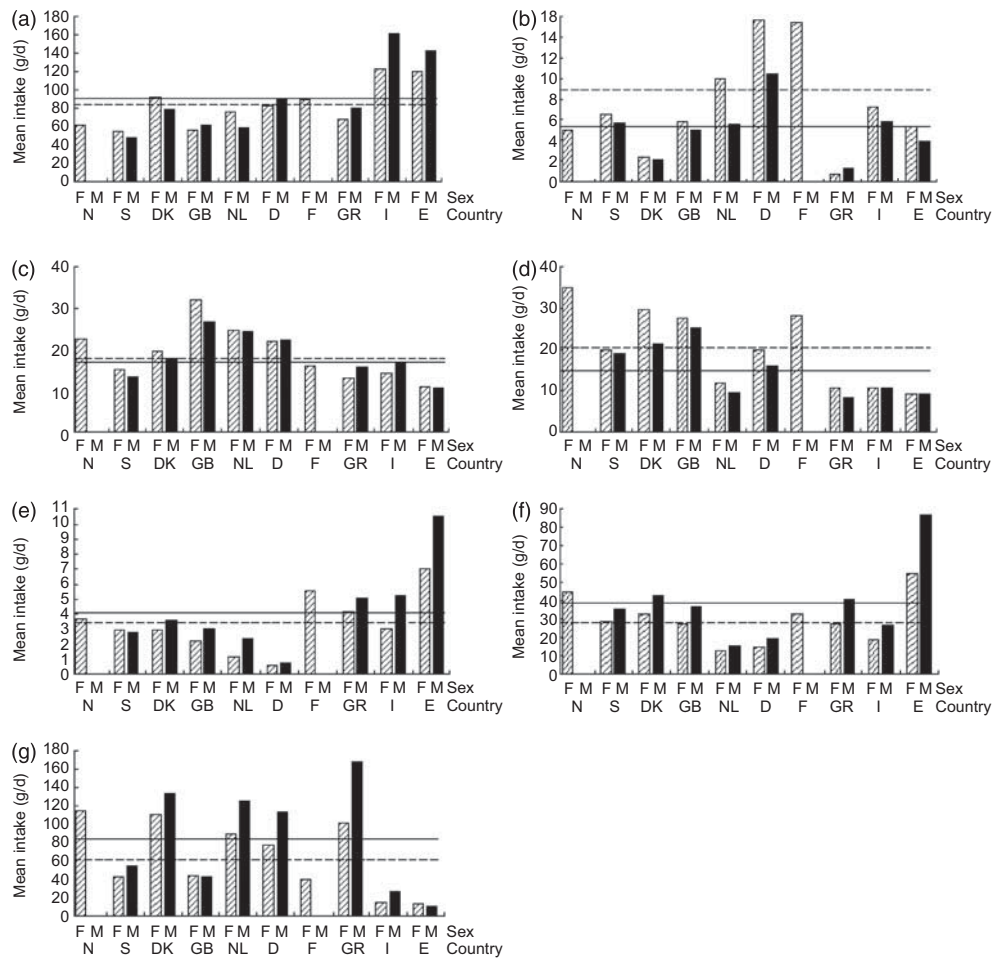 (a)
Mean intake (g/d)
180
160
140
120
100
80
60
40
20
0
F M F M F M F M F M F M F M F M F M F M Sex
N S DK GB NL D F GR I E Country
(b)
Mean intake (g/d)
18
16
14
12
10
8
6
4
2
0
F M F M F M F M F M F M F M F M F M F M Sex
N S DK GB NL D F GR I E Country
(c)
Mean intake (g/d)
40
30
20
10
0
F M F M F M F M F M F M F M F M F M F M Sex
N S DK GB NL D F GR I E Country
(d)
Mean intake (g/d)
40
30
20
10
0
F M F M F M F M F M F M F M F M F M F M Sex
N S DK GB NL D F GR I E Country
(e)
Mean intake (g/d)
11
10
9
8
7
6
5
4
3
2
1
0
F M F M F M F M F M F M F M F M F M F M Sex
N S DK GB NL D F GR I E Country
(f)
Mean intake (g/d)
90
80
70
60
50
40
30
20
10
0
F M F M F M F M F M F M F M F M F M F M Sex
N S DK GB NL D F GR I E Country
(g)
Mean intake (g/d)
180
160
140
120
100
80
60
40
20
0
F M F M F M F M F M F M F M F M F M F M Sex
N S DK GB NL D F GR I E Country